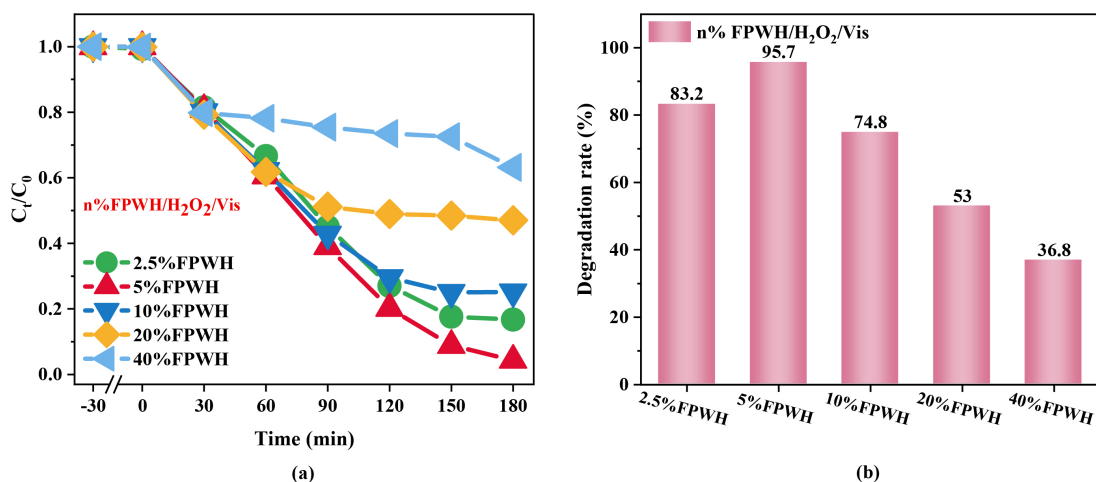 1.0
0.8
0.6
0.4
0.2
0.0
Cₜ/C₀
n%FPWH/H₂O₂/Vis
2.5%FPWH
5%FPWH
10%FPWH
20%FPWH
40%FPWH
-30 0 30 60 90 120 150 180
Time (min)
(a)
n% FPWH/H₂O₂/Vis
100
80
60
40
20
0
Degradation rate (%)
83.2
95.7
74.8
53
36.8
2.5%FPWH
5%FPWH
10%FPWH
20%FPWH
40%FPWH
(b)